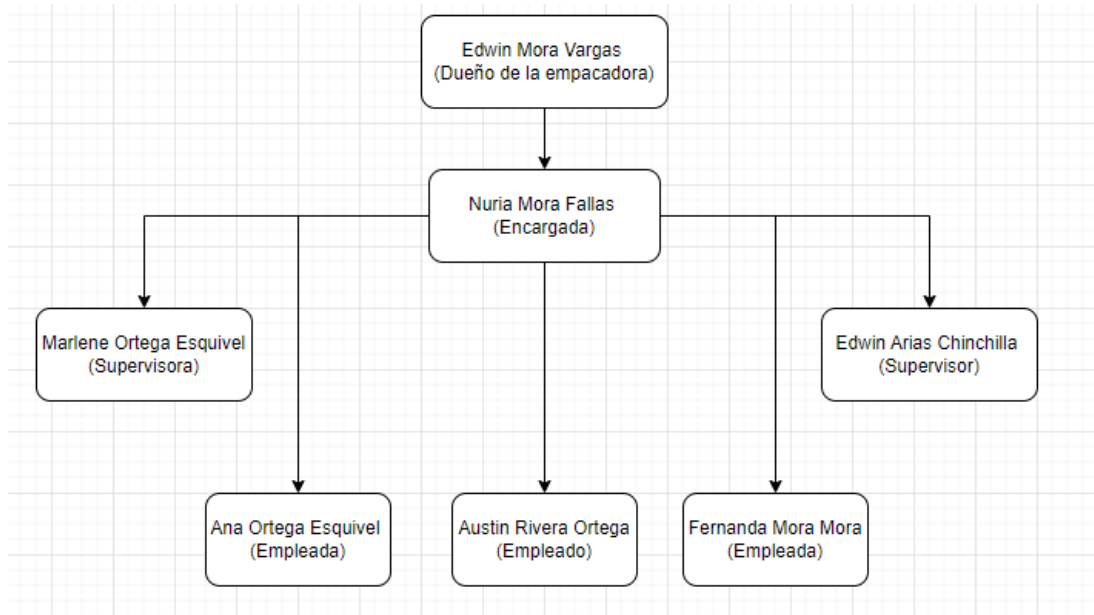 Edwin Mora Vargas
(Dueño de la empacadora)
Nuria Mora Fallas
(Encargada)
Marlene Ortega Esquivel
(Supervisora)
Edwin Arias Chinchilla
(Supervisor)
Ana Ortega Esquivel
(Empleada)
Austin Rivera Ortega
(Empleado)
Fernanda Mora Mora
(Empleada)